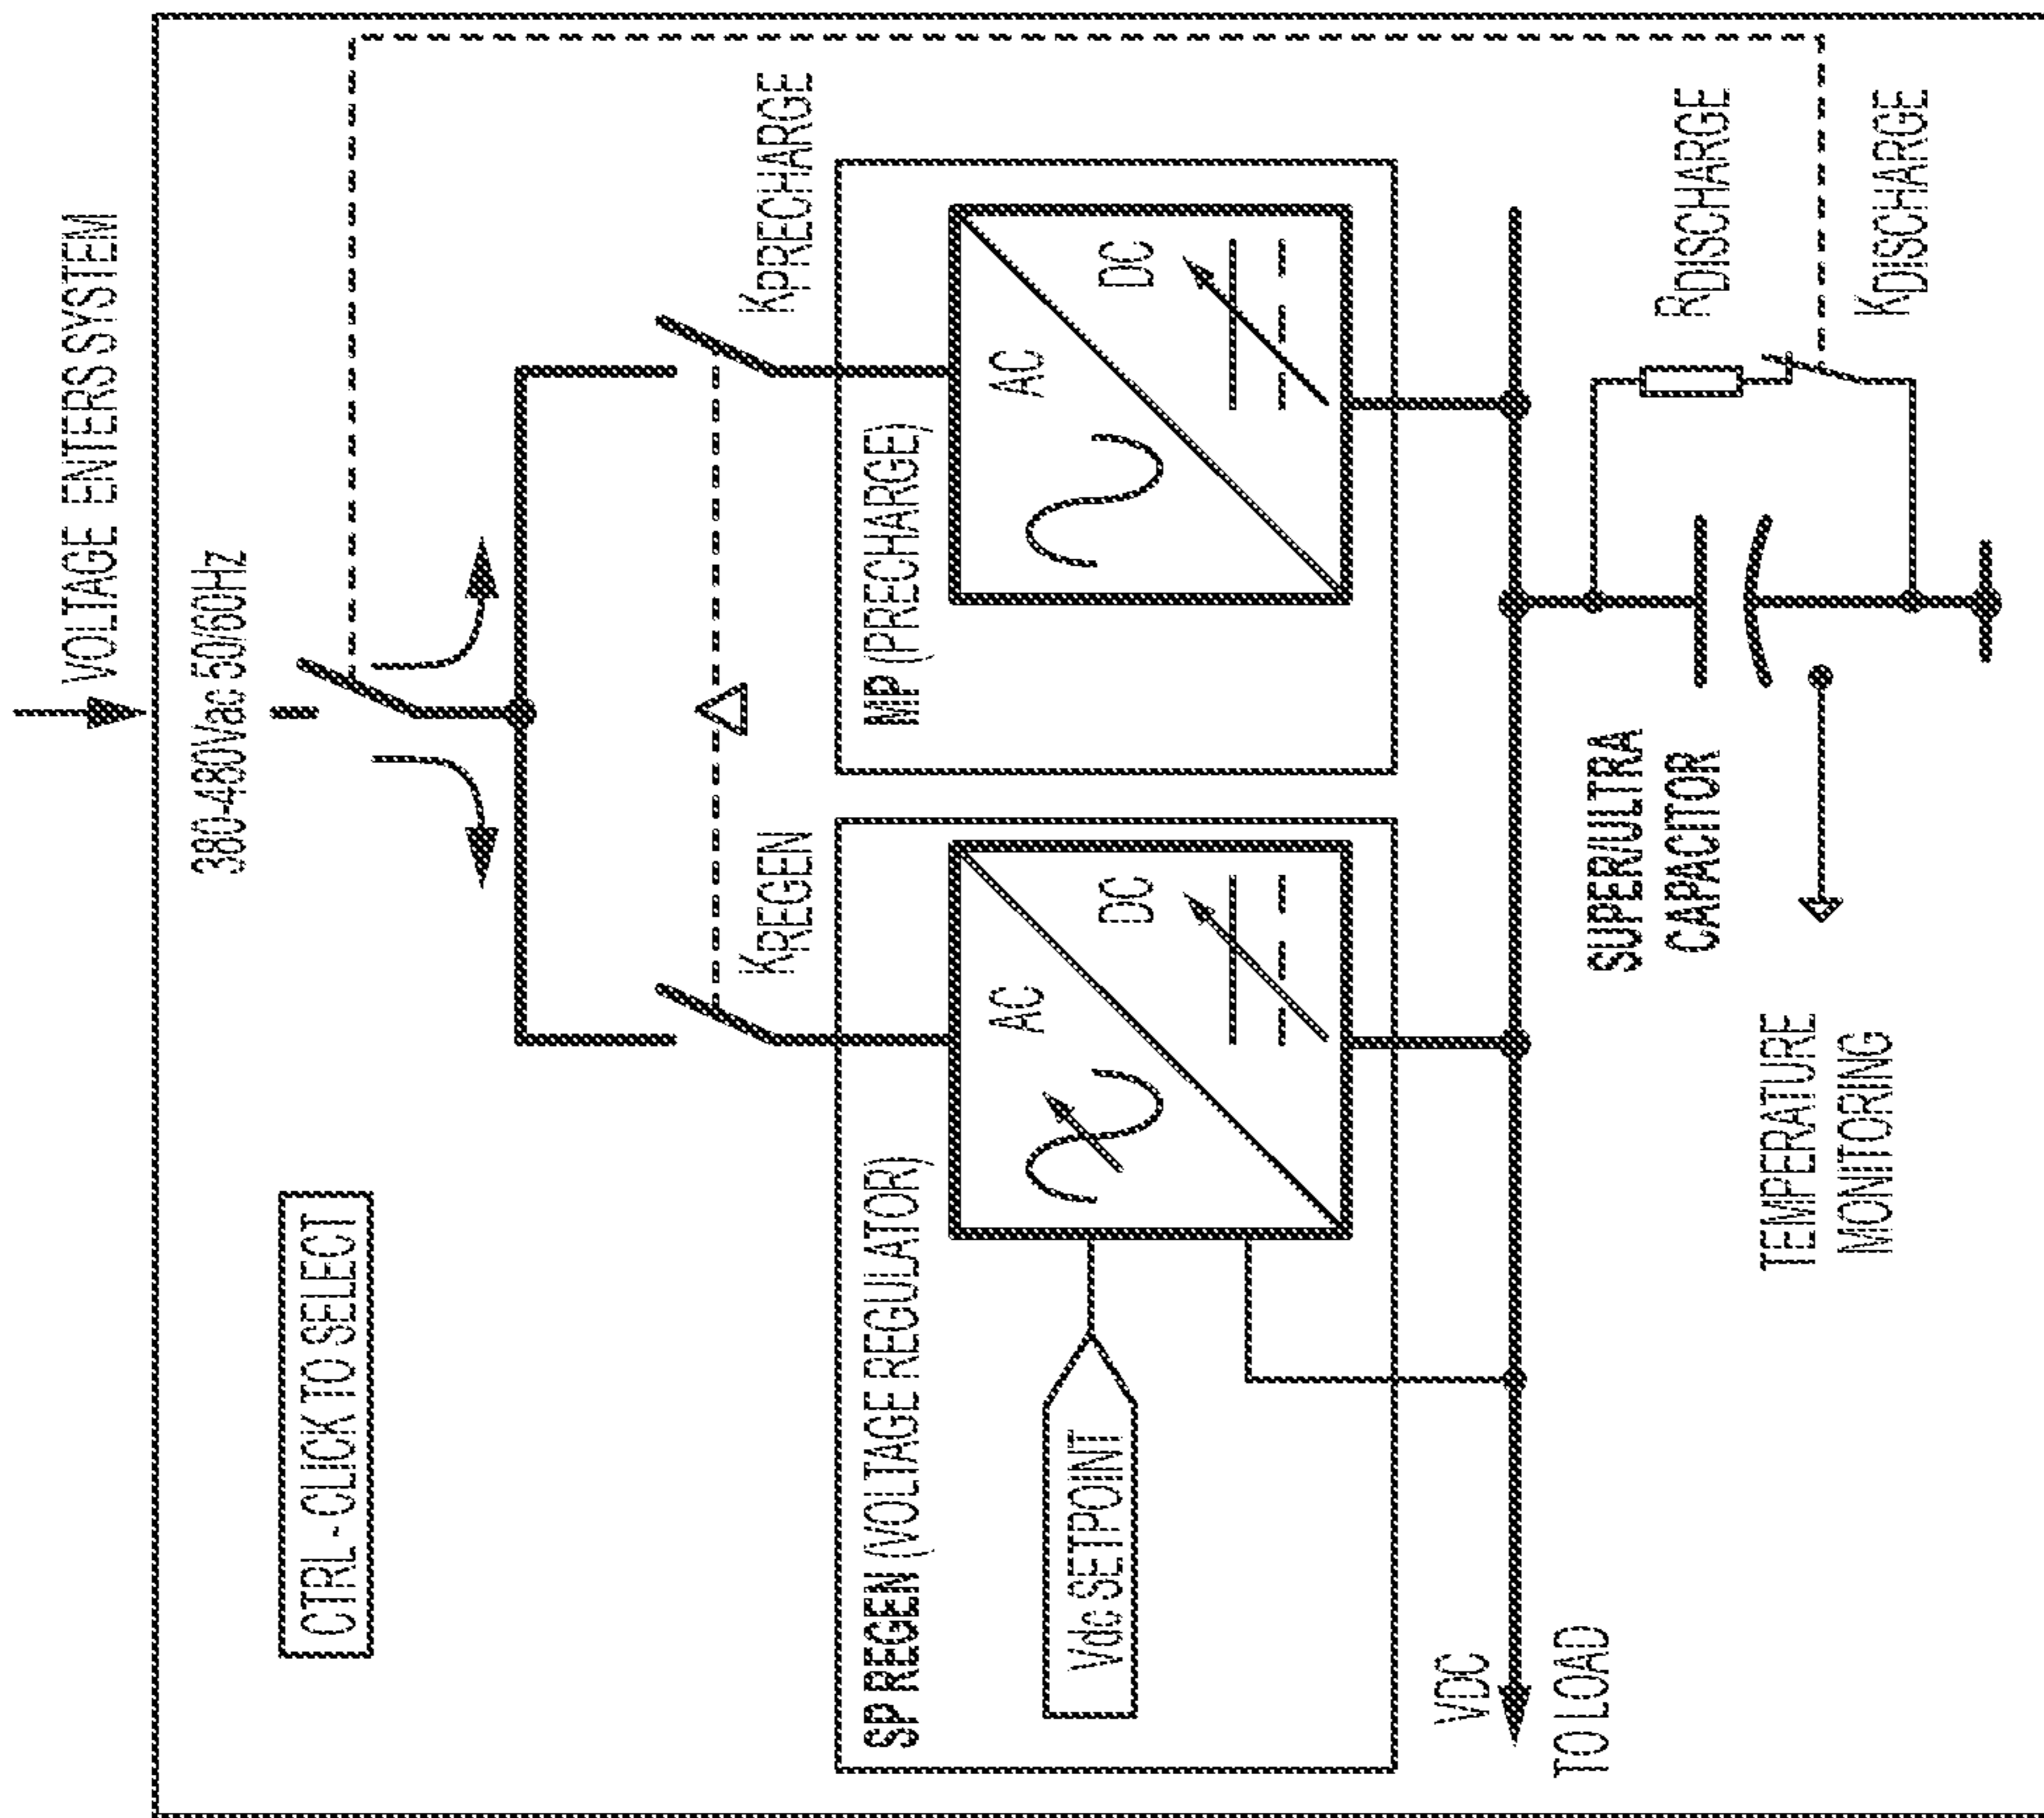 VOLTAGE ENTERS SYSTEM
380-480Vac 50/60Hz
CTRL - CLICK TO SELECT
KREGEN
KPRECHARGE
SP REGEN (VOLTAGE REGULATOR)
MP (PRECHARGE)
AC
DC
AC
DC
Vdc SETPOINT
VDC
TO LOAD
SUPER/ULTRA
CAPACITOR
RDISCHARGE
KDISCHARGE
TEMPERATURE
MONITORING